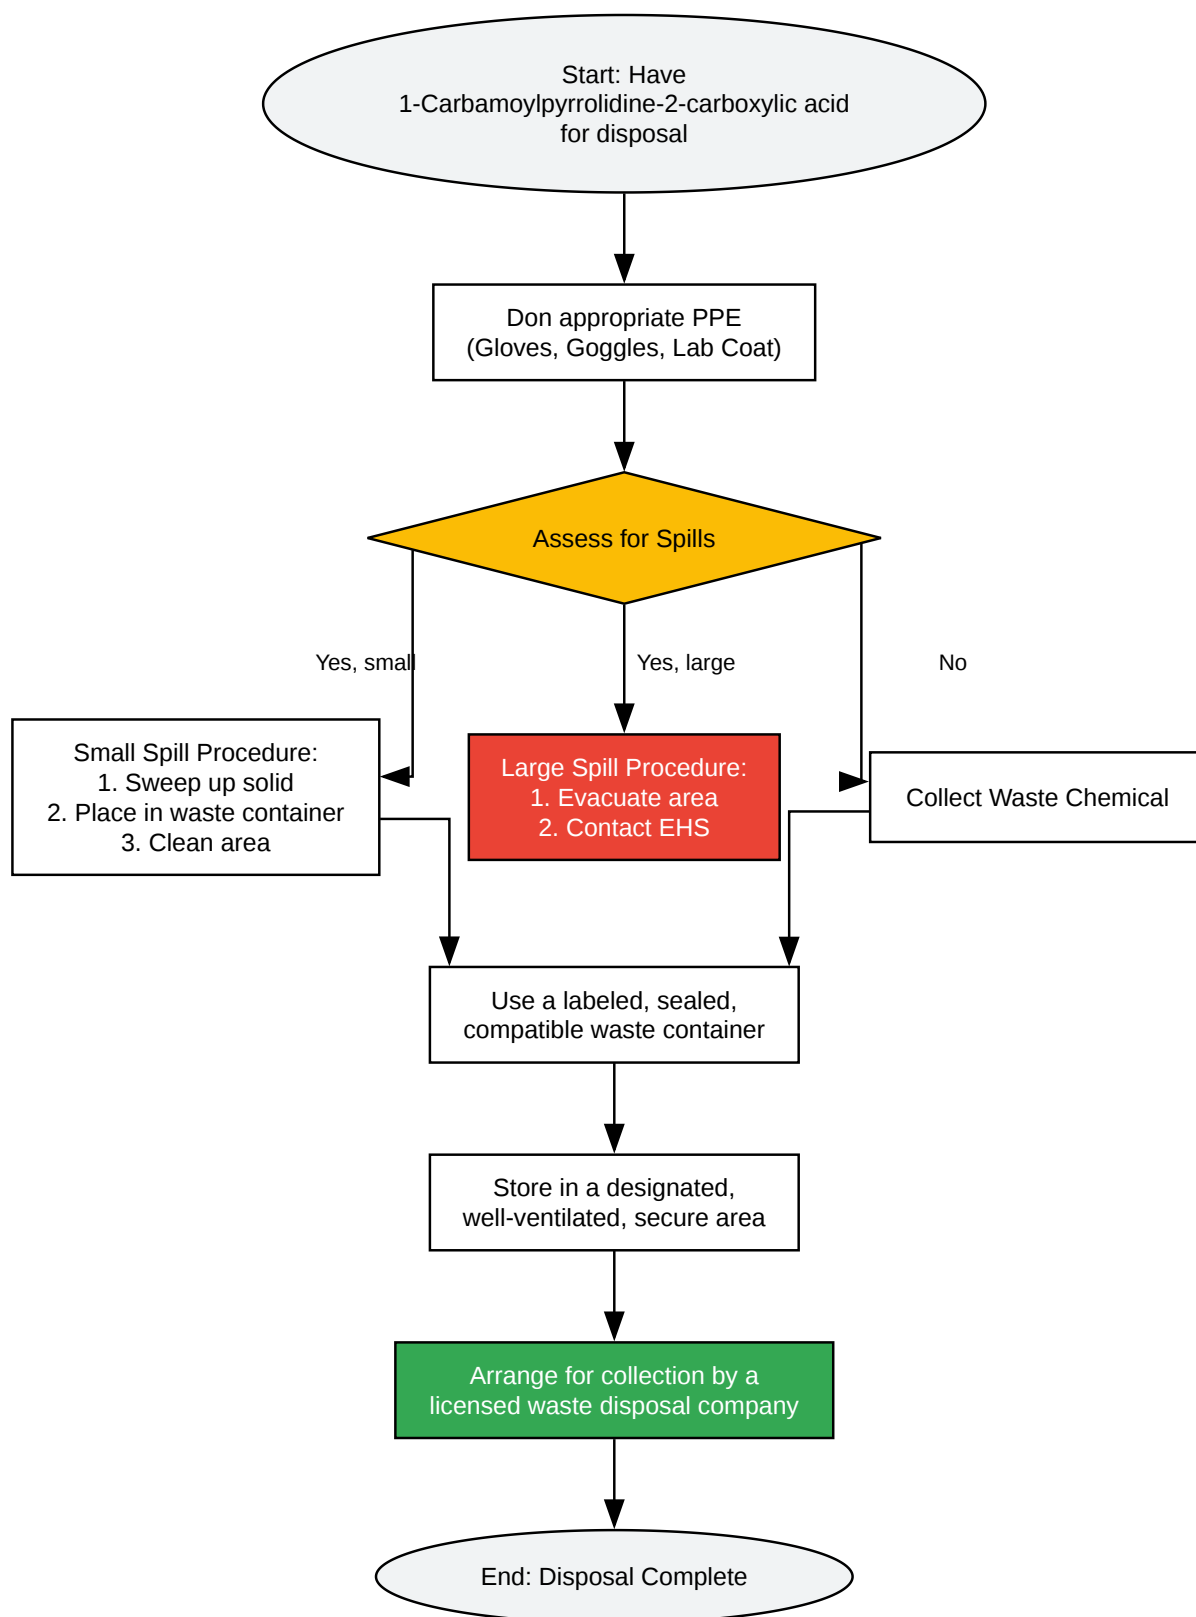 Start: Have
1-Carbamoylpyrrolidine-2-carboxylic acid
for disposal
Don appropriate PPE
(Gloves, Goggles, Lab Coat)
Assess for Spills
Yes, small
Yes, large
No
Small Spill Procedure:
1. Sweep up solid
2. Place in waste container
3. Clean area
Large Spill Procedure:
1. Evacuate area
2. Contact EHS
Collect Waste Chemical
Use a labeled, sealed,
compatible waste container
Store in a designated,
well-ventilated, secure area
Arrange for collection by a
licensed waste disposal company
End: Disposal Complete